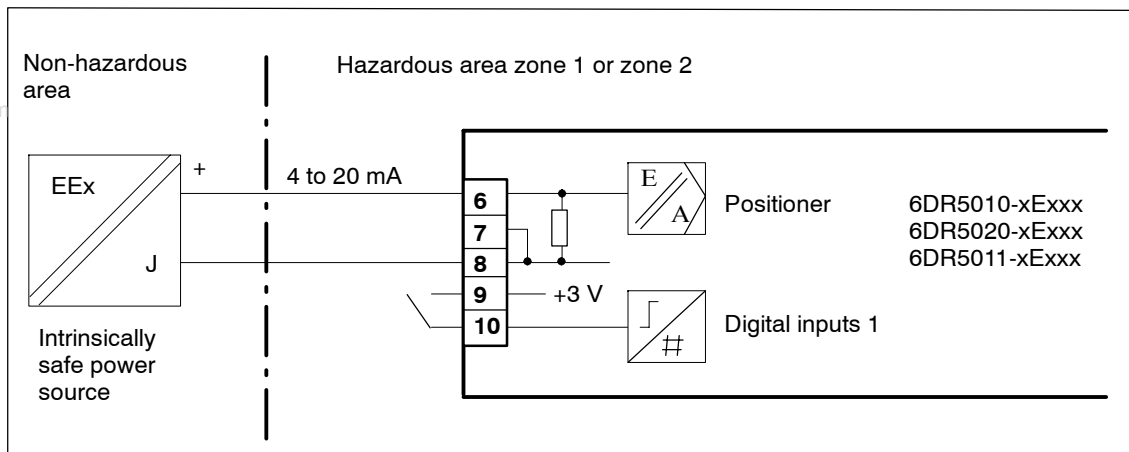 Non-hazardous
area
Hazardous area zone 1 or zone 2
EEx
+
J
4 to 20 mA
Intrinsically
safe power
source
6
7
8
9
10
+3 V
E
A
Positioner
6DR5010-xExxx
6DR5020-xExxx
6DR5011-xExxx
#
Digital inputs 1